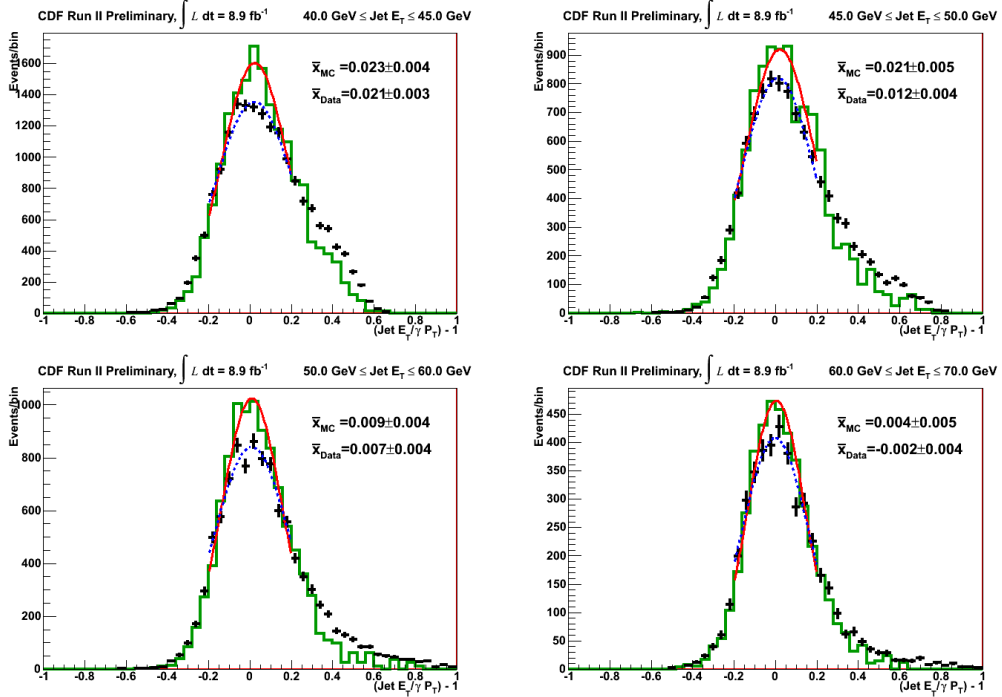 CDF Run II Preliminary, ∫ L dt = 8.9 fb⁻¹ 40.0 GeV ≤ Jet E_T ≤ 45.0 GeV
Events/bin
x̄_MC =0.023±0.004
x̄_Data=0.021±0.003
1600
1400
1200
1000
800
600
400
200
0
-1 -0.8 -0.6 -0.4 -0.2 0 0.2 0.4 0.6 0.8 1
(Jet E_T/γ P_T) - 1
CDF Run II Preliminary, ∫ L dt = 8.9 fb⁻¹ 45.0 GeV ≤ Jet E_T ≤ 50.0 GeV
Events/bin
x̄_MC =0.021±0.005
x̄_Data=0.012±0.004
900
800
700
600
500
400
300
200
100
0
-1 -0.8 -0.6 -0.4 -0.2 0 0.2 0.4 0.6 0.8 1
(Jet E_T/γ P_T) - 1
CDF Run II Preliminary, ∫ L dt = 8.9 fb⁻¹ 50.0 GeV ≤ Jet E_T ≤ 60.0 GeV
Events/bin
x̄_MC =0.009±0.004
x̄_Data=0.007±0.004
1000
800
600
400
200
0
-1 -0.8 -0.6 -0.4 -0.2 0 0.2 0.4 0.6 0.8 1
(Jet E_T/γ P_T) - 1
CDF Run II Preliminary, ∫ L dt = 8.9 fb⁻¹ 60.0 GeV ≤ Jet E_T ≤ 70.0 GeV
Events/bin
x̄_MC =0.004±0.005
x̄_Data=-0.002±0.004
450
400
350
300
250
200
150
100
50
0
-1 -0.8 -0.6 -0.4 -0.2 0 0.2 0.4 0.6 0.8 1
(Jet E_T/γ P_T) - 1